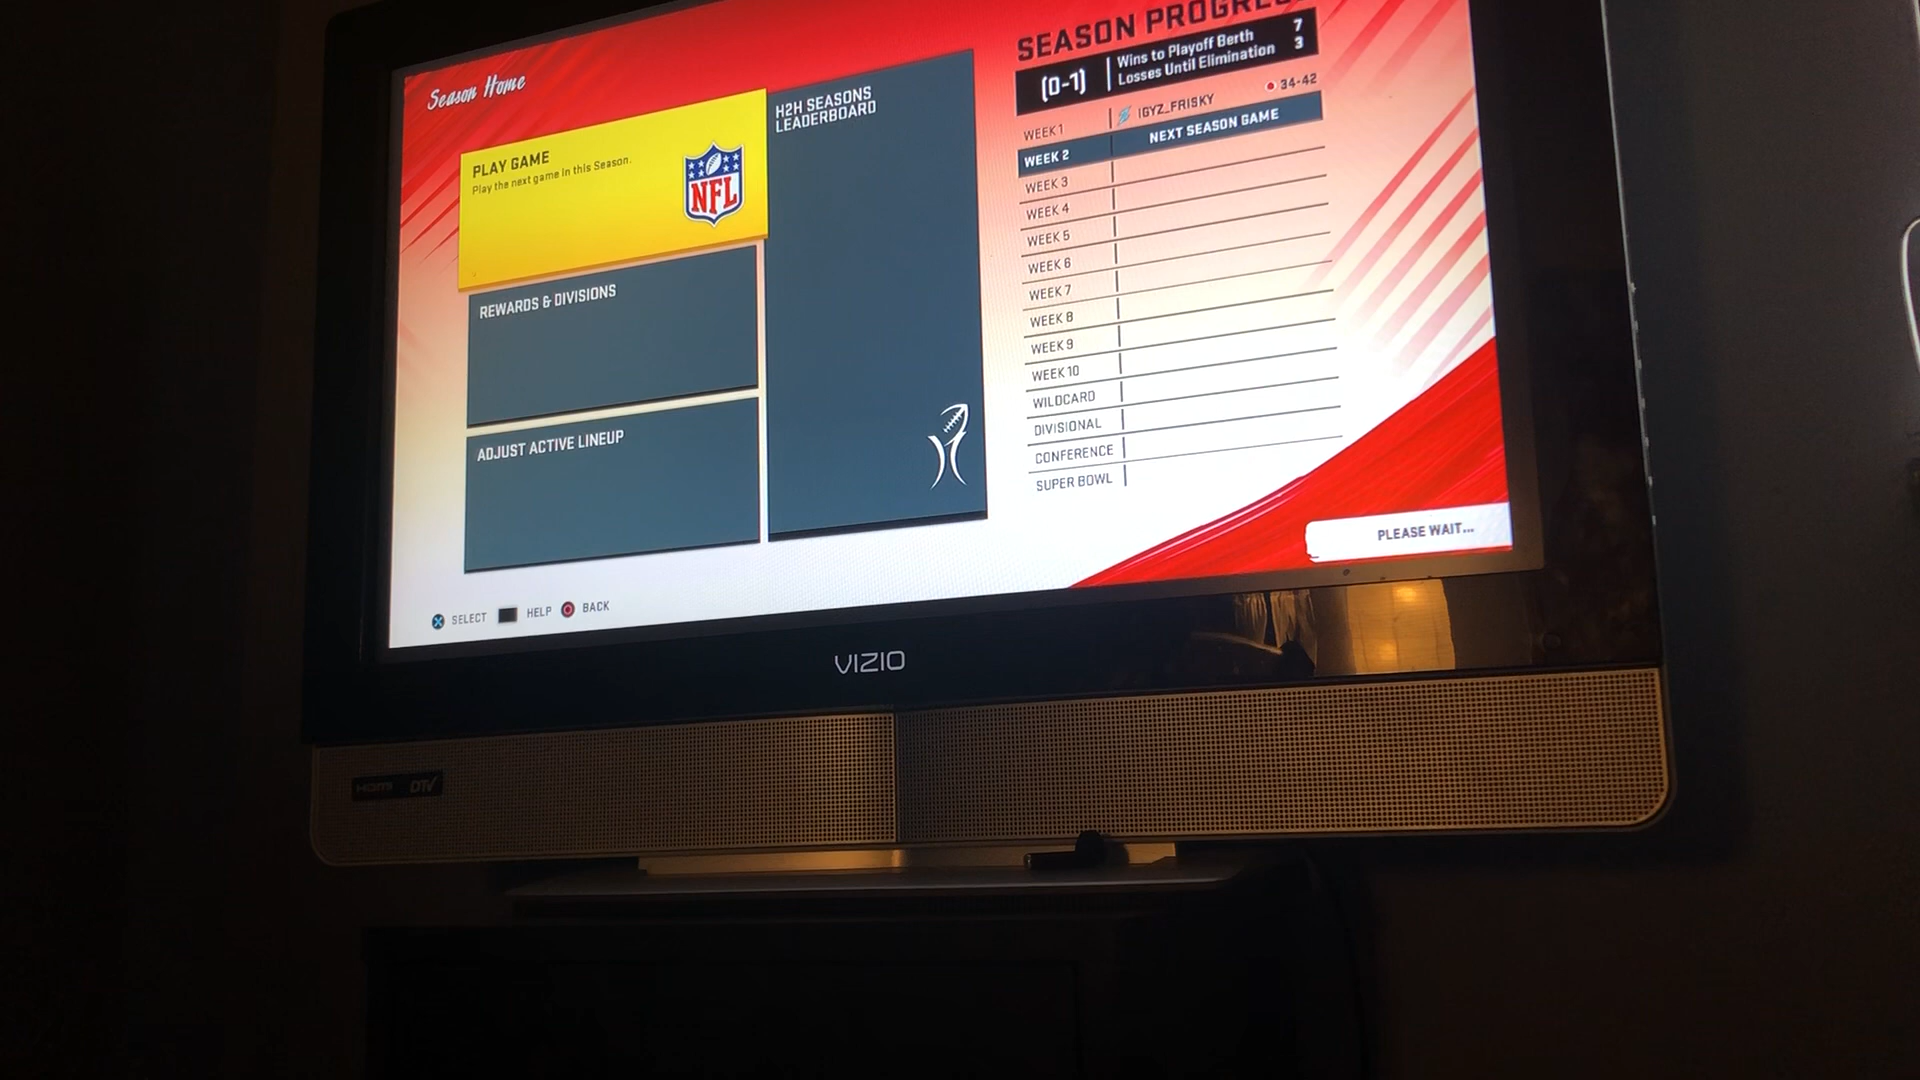 Season Home
PLAY GAME
Play the next game in this Season.
NFL
REWARDS & DIVISIONS
ADJUST ACTIVE LINEUP
H2H SEASONS
LEADERBOARD
SEASON
(0-1)
Wins to Playoff Berth 7
Losses Until Elimination 3
WEEK 1 IGYZ_FRISKY 34-42
WEEK 2 NEXT SEASON GAME
WEEK 3
WEEK 4
WEEK 5
WEEK 6
WEEK 7
WEEK 8
WEEK 9
WEEK 10
WILDCARD
DIVISIONAL
CONFERENCE
SUPER BOWL
PLEASE WAIT...
SELECT HELP BACK
VIZIO
HDMI DTV